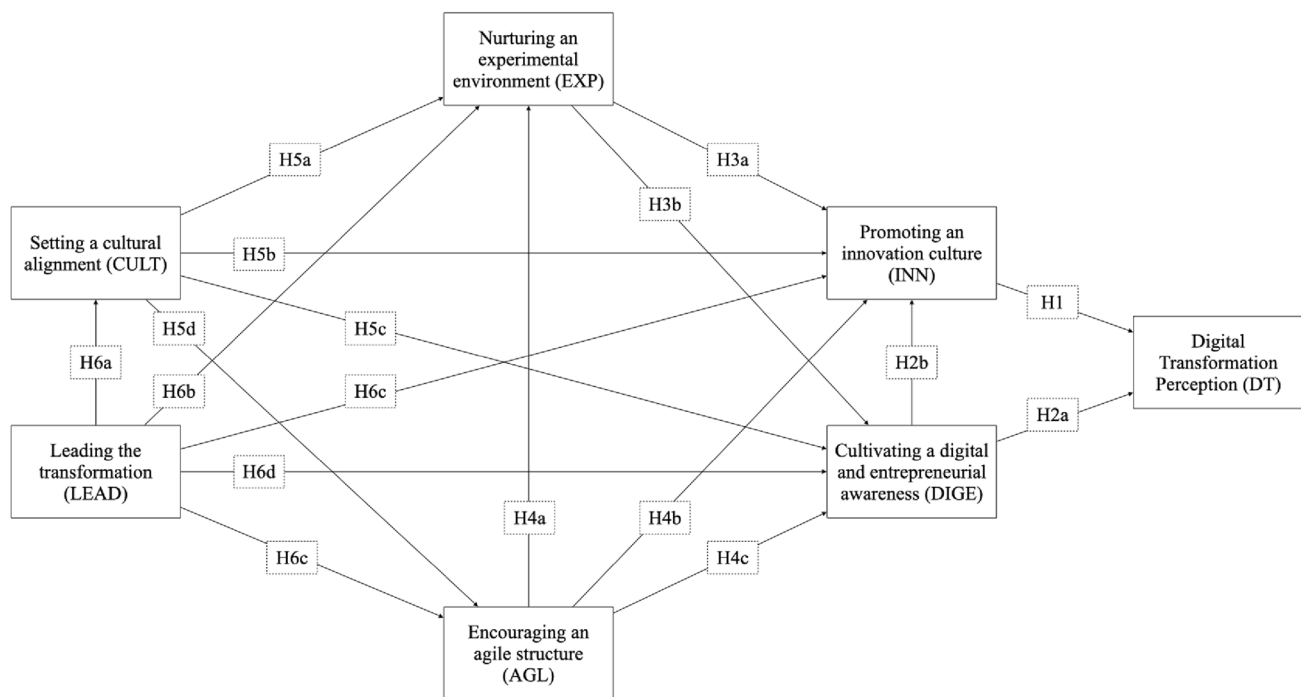 Nurturing an
experimental
environment (EXP)
H5a
H3a
H3b
Setting a cultural
alignment (CULT)
H5b
Promoting an
innovation culture
(INN)
H1
H5d
H5c
Digital
Transformation
Perception (DT)
H6a
H6b
H6c
H2b
H2a
Leading the
transformation
(LEAD)
H6d
Cultivating a digital
and entrepreneurial
awareness (DIGE)
H4a
H4b
H6c
H4c
Encouraging an
agile structure
(AGL)